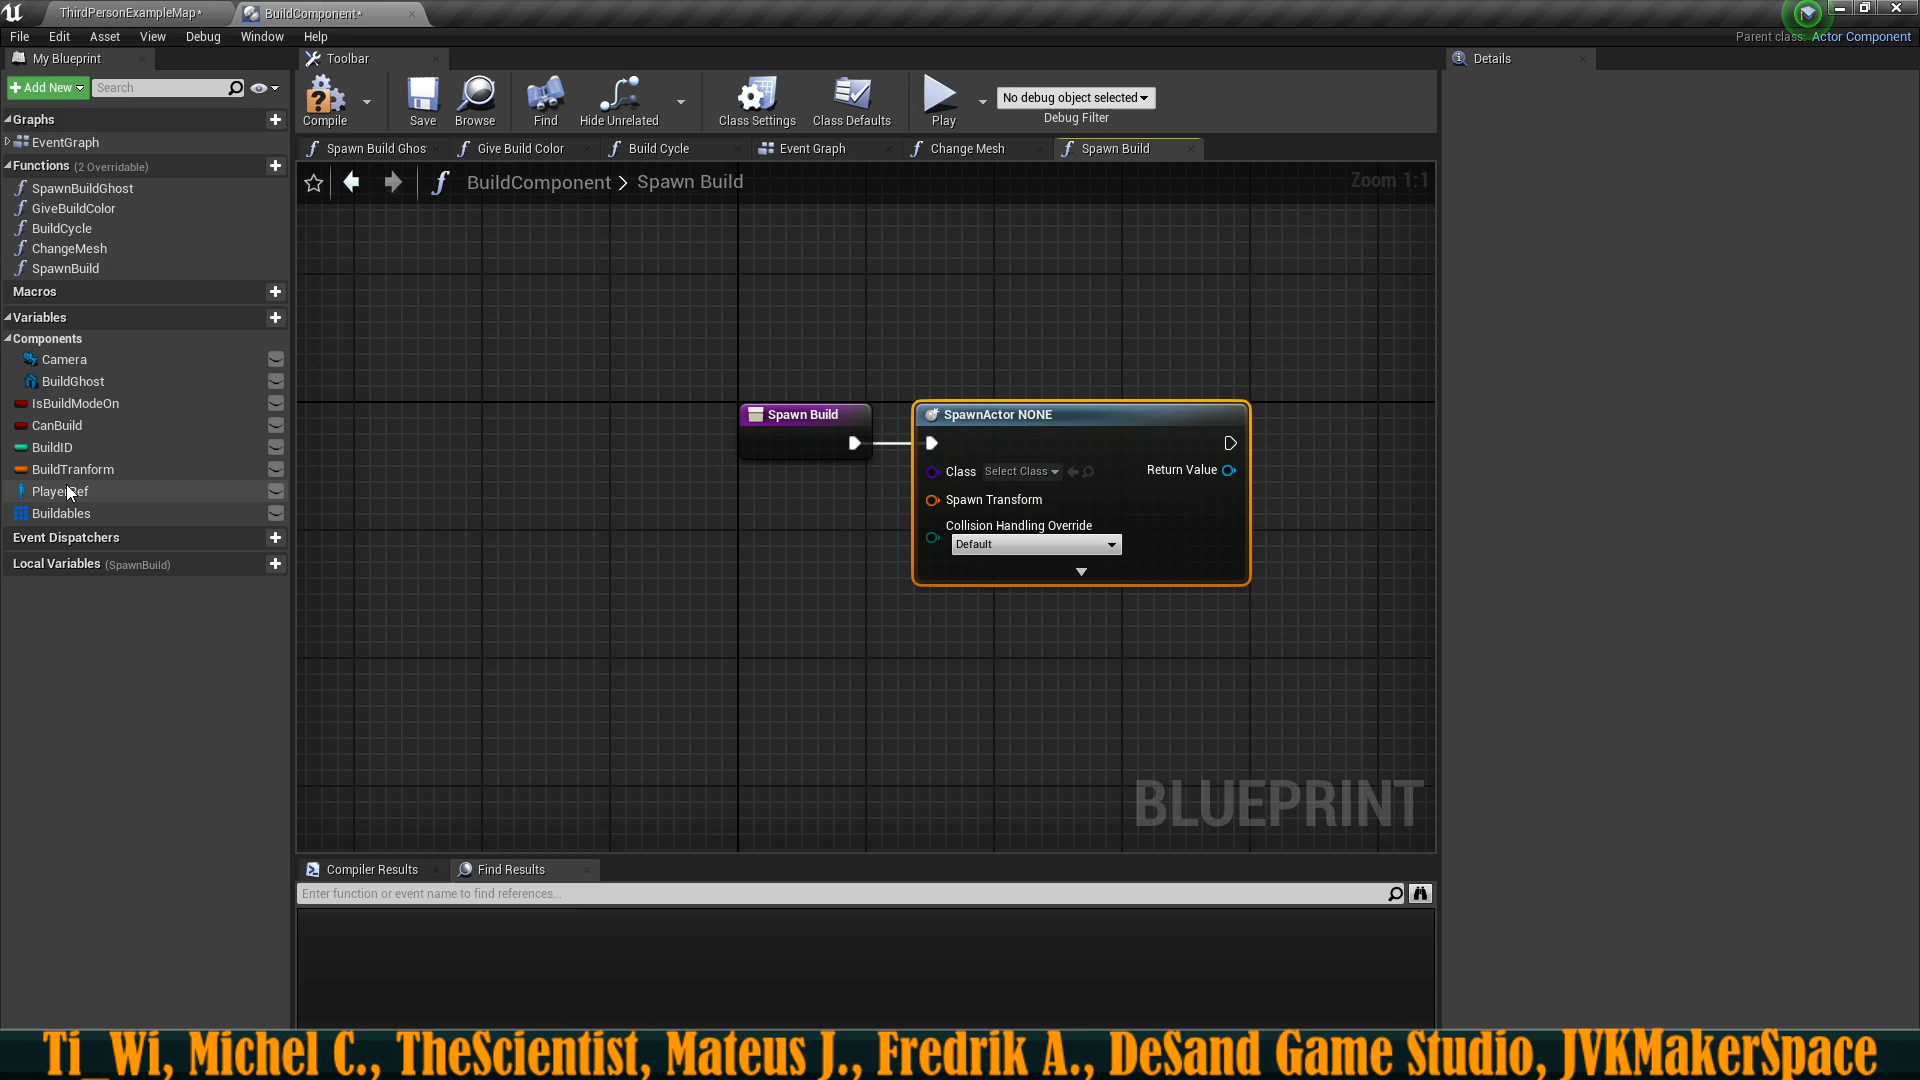 ThirdPersonExampleMap*
BuildComponent*
File Edit Asset View Debug Window Help
Parent class: Actor Component
My Blueprint
Toolbar
Details
Add New
Search
Compile
Save
Browse
Find
Hide Unrelated
Class Settings
Class Defaults
Play
No debug object selected
Debug Filter
Graphs
EventGraph
Functions (2 Overridable)
SpawnBuildGhost
GiveBuildColor
BuildCycle
ChangeMesh
SpawnBuild
Macros
Variables
Components
Camera
BuildGhost
IsBuildModeOn
CanBuild
BuildID
BuildTranform
PlayerRef
Buildables
Event Dispatchers
Local Variables (SpawnBuild)
Spawn Build Ghos
Give Build Color
Build Cycle
Event Graph
Change Mesh
Spawn Build
BuildComponent > Spawn Build
Zoom 1:1
Spawn Build
SpawnActor NONE
Class Select Class
Return Value
Spawn Transform
Collision Handling Override
Default
BLUEPRINT
Compiler Results
Find Results
Enter function or event name to find references...
Ti_Wi, Michel C., TheScientist, Mateus J., Fredrik A., DeSand Game Studio, JVKMakerSpace